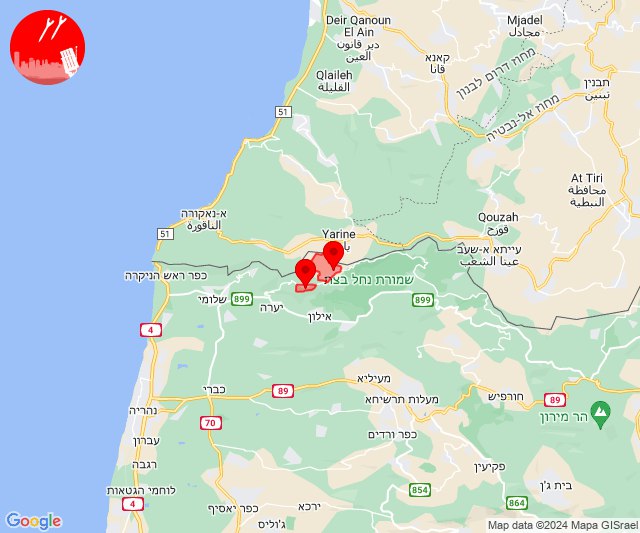 Deir Qanoun
El Ain
דיר קאנון
العين
Mjadel
מג'אדל
קאנא
قانا
מחוז דרום לבנון
Qlaileh
القليلة
תבנין
تبنين
מחוז אל-נבטיה
51
At Tiri
מחאפזת
النبطية
א-נאקורה
الناقورة
Qouzah
قوزح
51
Yarine
עייתא א-שעב
عيتا الشعب
כפר ראש הניקרה
שמורת נחל בצת
899
שלומי
899
יערה
אילון
4
מעיליא
89
כברי
חורפיש
89
מעלות תרשיחא
נהריה
70
הר מירון
כפר ורדים
עברון
רגבה
פקיעין
854
בית ג'ן
לוחמי הגטאות
864
4
ירכא
כפר יאסיף
ג'וליס
Google
Map data ©2024 Mapa GISrael